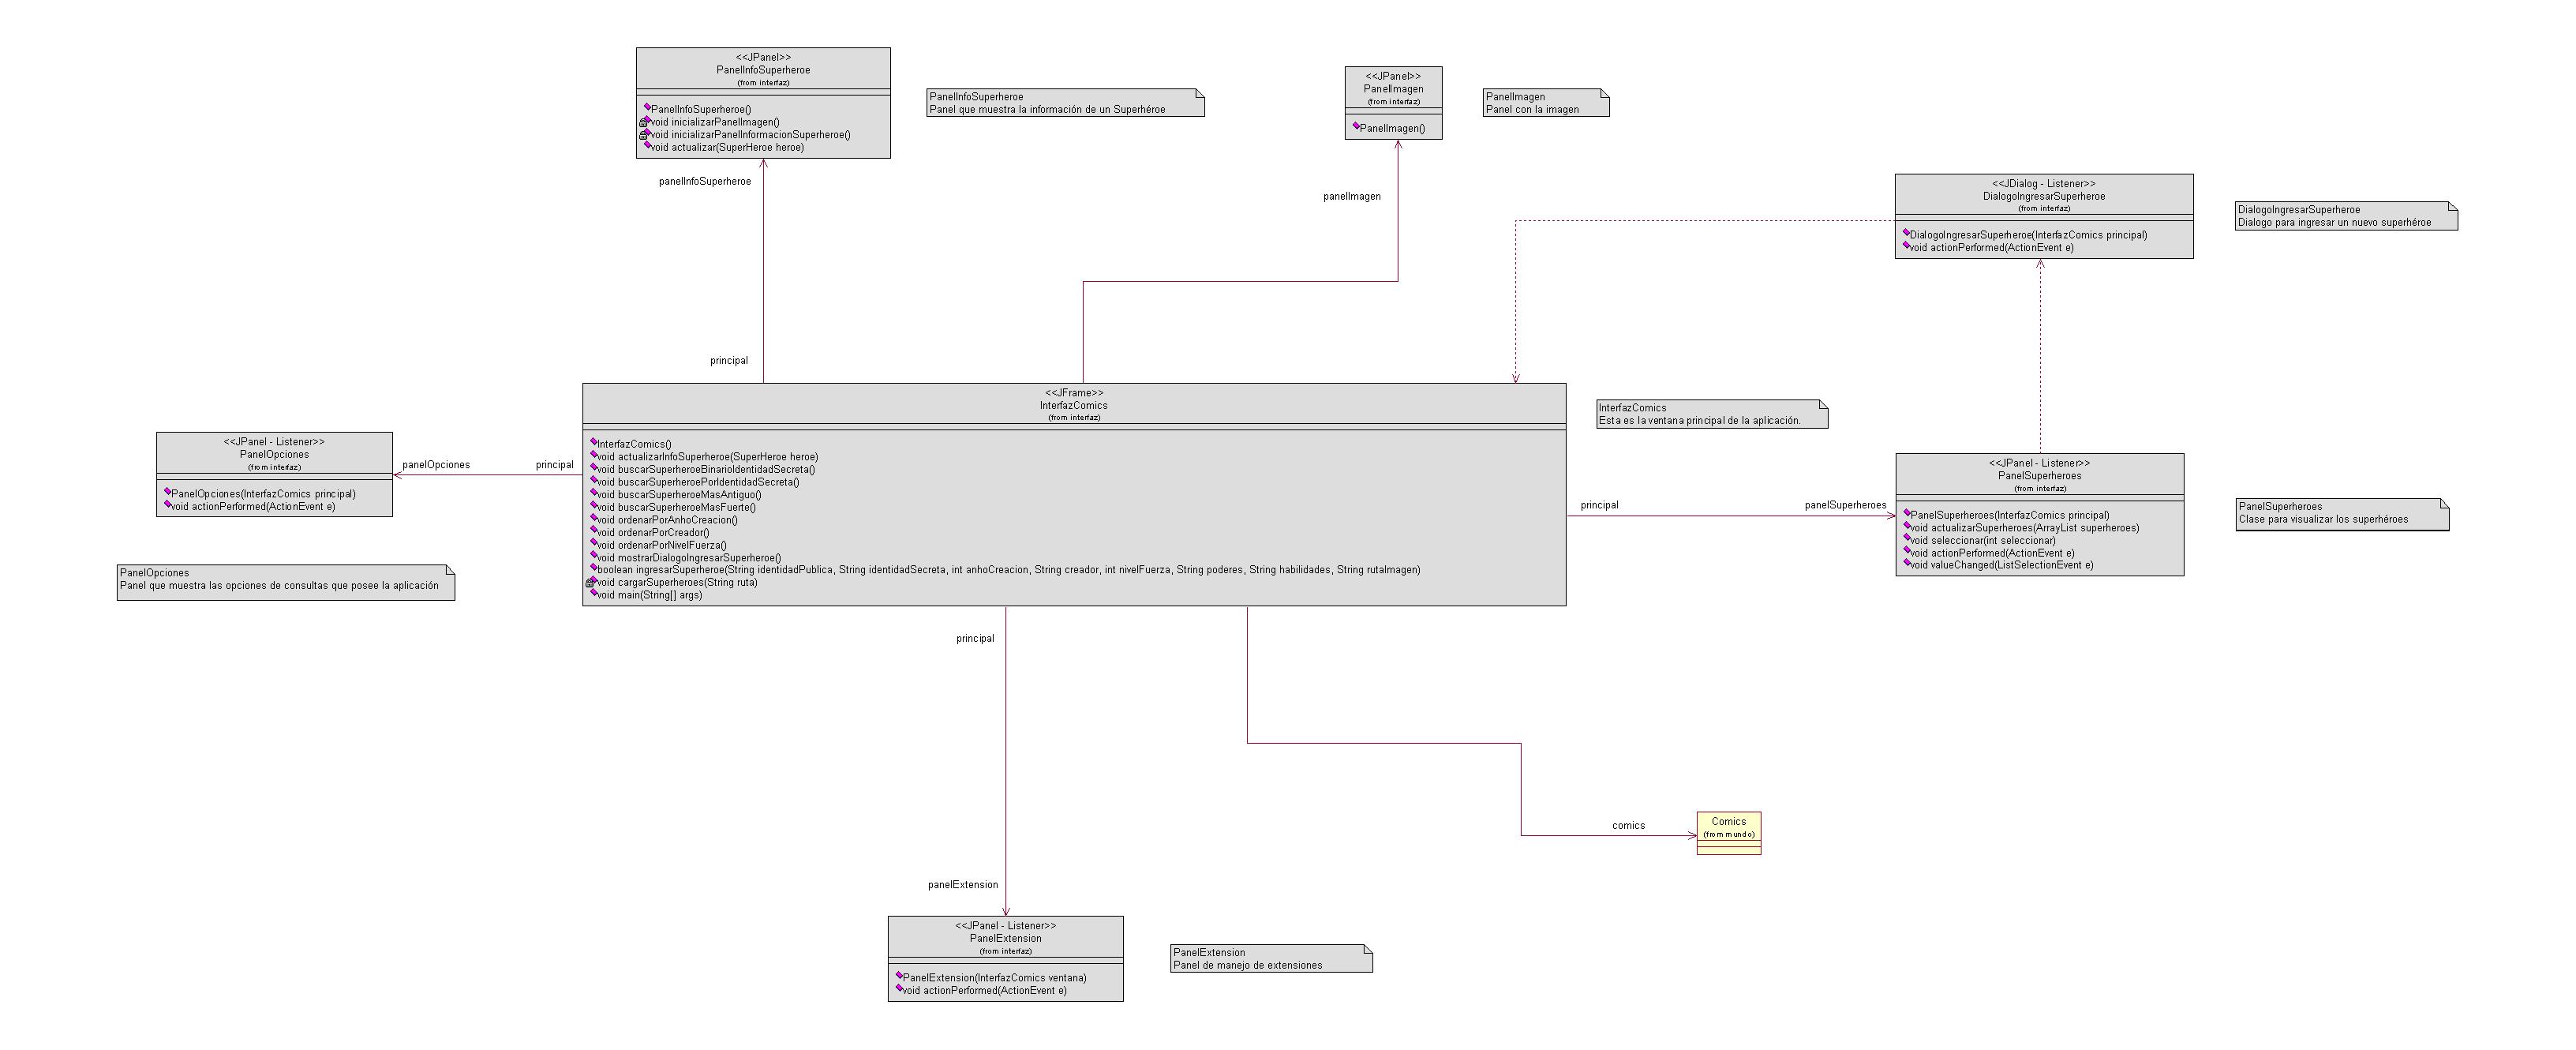 <<JPanel>>
PanelInfoSuperheroe
(from interfaz)
PanelInfoSuperheroe()
void inicializarPanelImagen()
void inicializarPanelInformacionSuperheroe()
void actualizar(SuperHeroe heroe)
PanelInfoSuperheroe
Panel que muestra la información de un Superhéroe
<<JPanel>>
PanelImagen
(from interfaz)
PanelImagen()
PanelImagen
Panel con la imagen
panelInfoSuperheroe
panelImagen
<<JDialog - Listener>>
DialogoIngresarSuperheroe
(from interfaz)
DialogoIngresarSuperheroe(InterfazComics principal)
void actionPerformed(ActionEvent e)
DialogoIngresarSuperheroe
Dialogo para ingresar un nuevo superhéroe
principal
<<JFrame>>
InterfazComics
(from interfaz)
InterfazComics()
void actualizarInfoSuperheroe(SuperHeroe heroe)
void buscarSuperheroeBinarioIdentidadSecreta()
void buscarSuperheroePorIdentidadSecreta()
void buscarSuperheroeMasAntiguo()
void buscarSuperheroeMasFuerte()
void ordenarPorAnhoCreacion()
void ordenarPorCreador()
void ordenarPorNivelFuerza()
void mostrarDialogoIngresarSuperheroe()
boolean ingresarSuperheroe(String identidadPublica, String identidadSecreta, int anhoCreacion, String creador, int nivelFuerza, String poderes, String habilidades, String rutaImagen)
void cargarSuperheroes(String ruta)
void main(String[] args)
InterfazComics
Esta es la ventana principal de la aplicación.
<<JPanel - Listener>>
PanelOpciones
(from interfaz)
PanelOpciones(InterfazComics principal)
void actionPerformed(ActionEvent e)
panelOpciones
principal
PanelOpciones
Panel que muestra las opciones de consultas que posee la aplicación
principal
panelSuperheroes
<<JPanel - Listener>>
PanelSuperheroes
(from interfaz)
PanelSuperheroes(InterfazComics principal)
void actualizarSuperheroes(ArrayList superheroes)
void seleccionar(int seleccionar)
void actionPerformed(ActionEvent e)
void valueChanged(ListSelectionEvent e)
PanelSuperheroes
Clase para visualizar los superhéroes
principal
comics
Comics
(from mundo)
panelExtension
<<JPanel - Listener>>
PanelExtension
(from interfaz)
PanelExtension(InterfazComics ventana)
void actionPerformed(ActionEvent e)
PanelExtension
Panel de manejo de extensiones